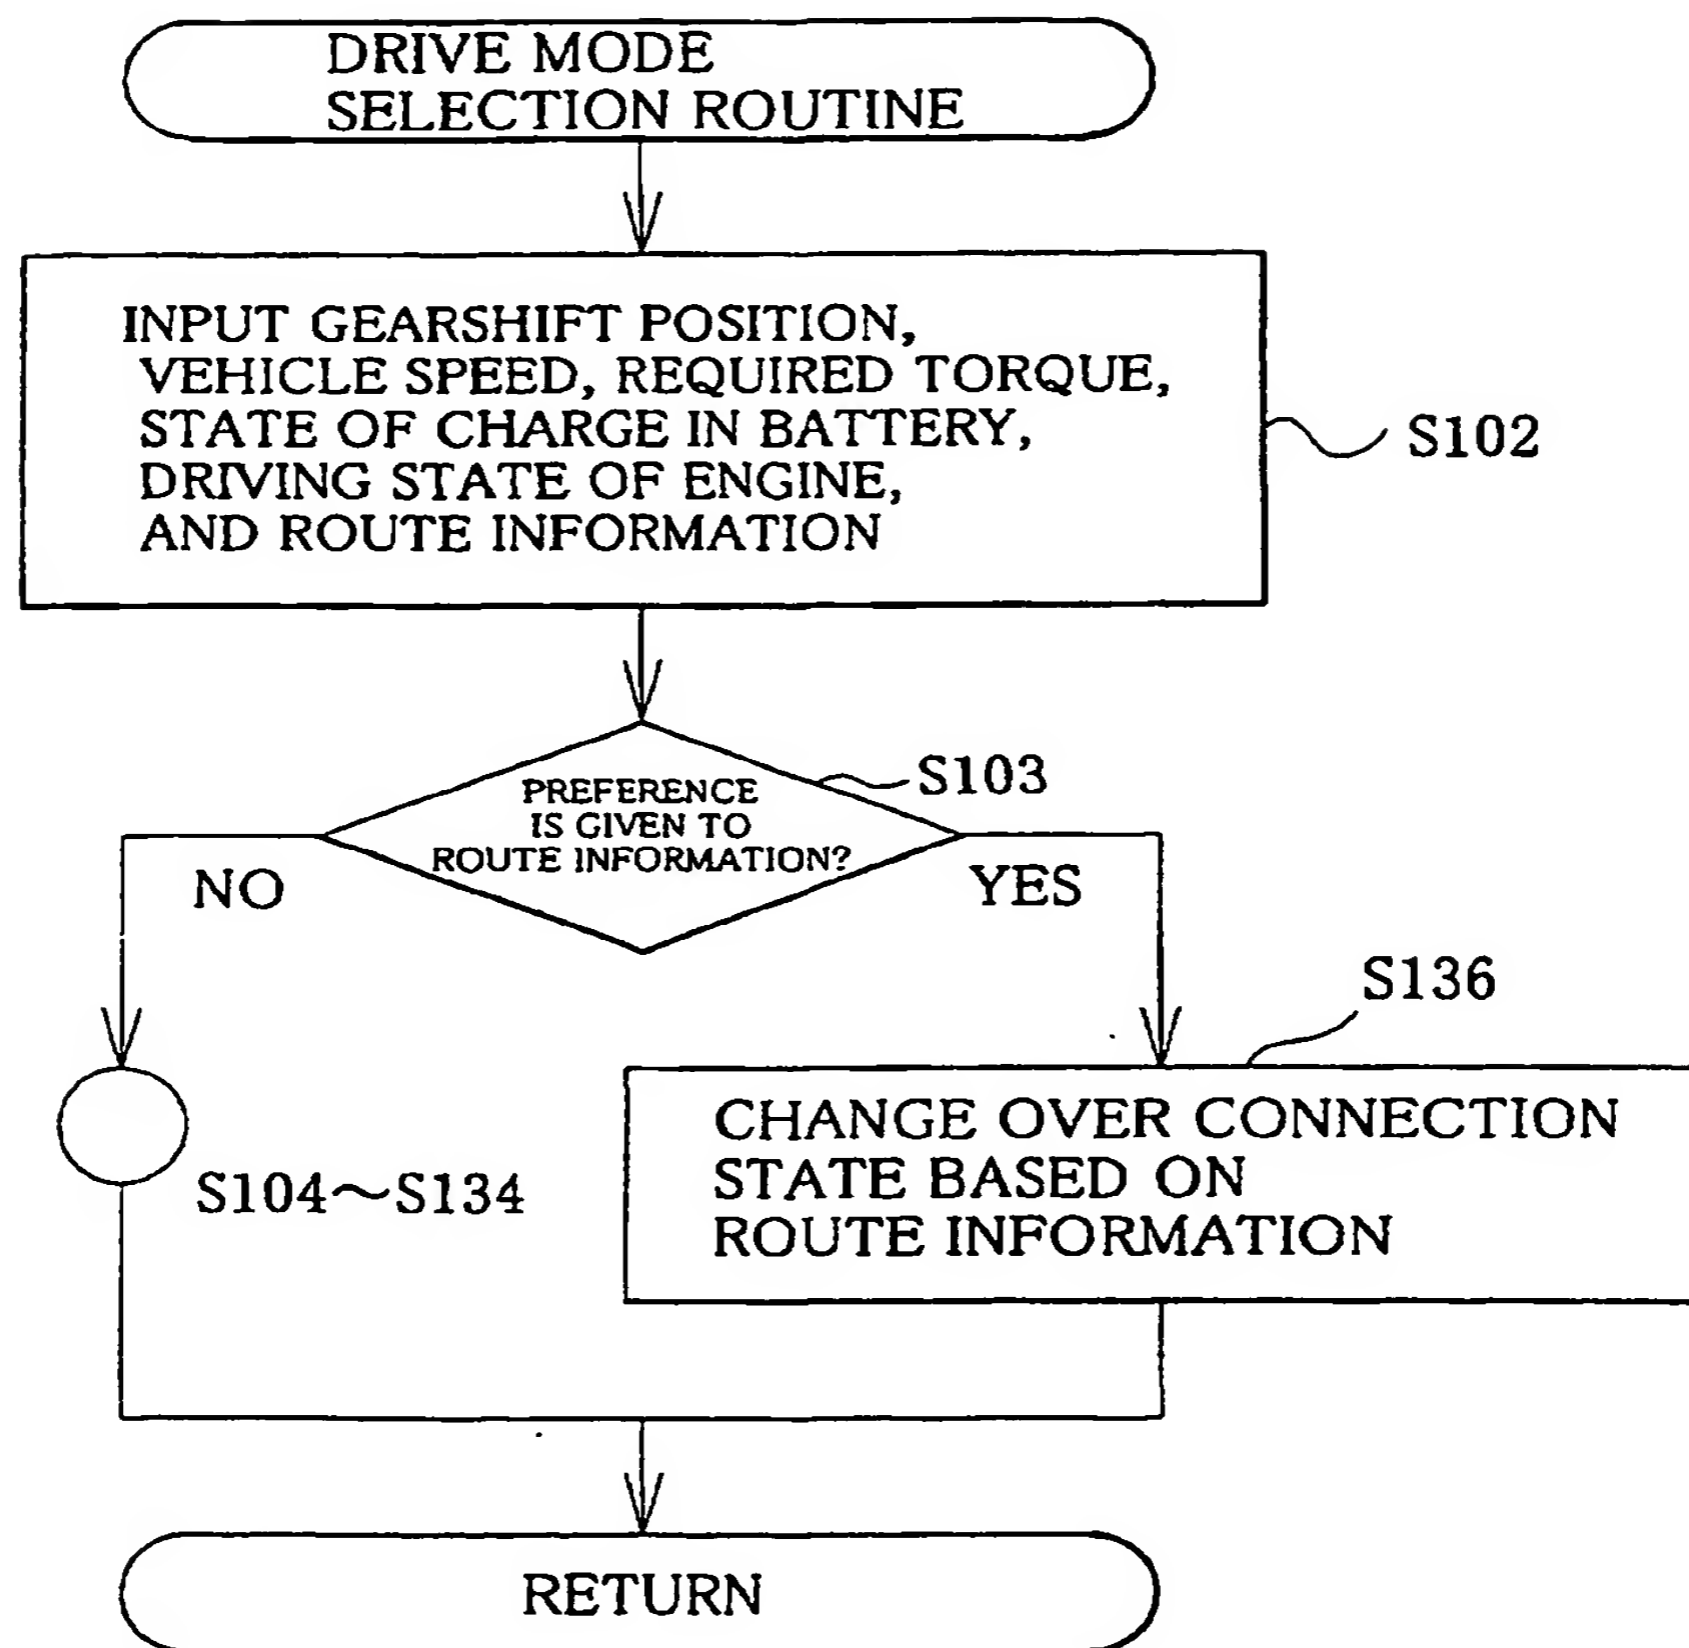 DRIVE MODE
SELECTION ROUTINE
INPUT GEARSHIFT POSITION,
VEHICLE SPEED, REQUIRED TORQUE,
STATE OF CHARGE IN BATTERY,
DRIVING STATE OF ENGINE,
AND ROUTE INFORMATION
S102
S103
PREFERENCE
IS GIVEN TO
ROUTE INFORMATION?
NO
YES
S136
CHANGE OVER CONNECTION
STATE BASED ON
ROUTE INFORMATION
S104～S134
RETURN